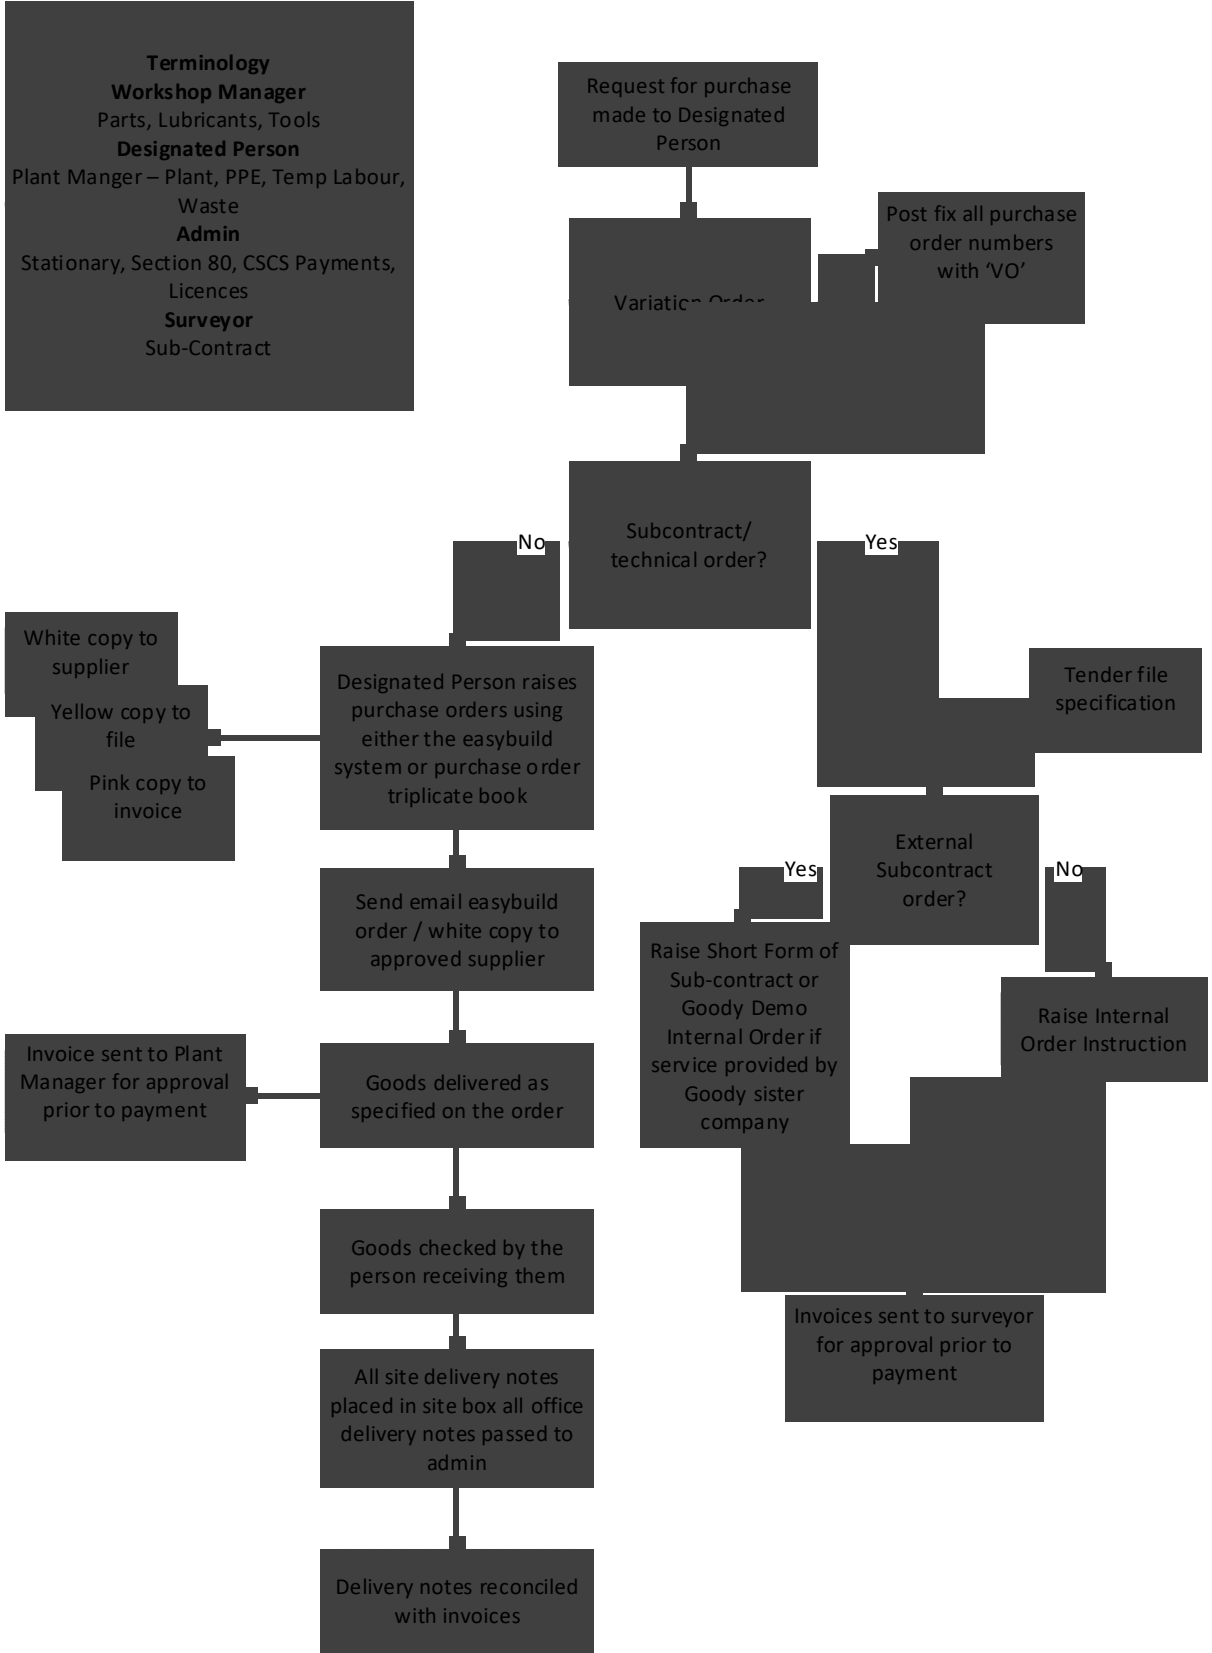 Terminology
Workshop Manager
Parts, Lubricants, Tools
Designated Person
Plant Manger – Plant, PPE, Temp Labour,
Waste
Admin
Stationary, Section 80, CSCS Payments,
Licences
Surveyor
Sub-Contract
Request for purchase
made to Designated
Person
Post fix all purchase
order numbers
with ‘VO’
Variation Order
Subcontract/
technical order?
No
Yes
White copy to
supplier
Yellow copy to
file
Pink copy to
invoice
Designated Person raises
purchase orders using
either the easybuild
system or purchase order
triplicate book
Tender file
specification
External
Subcontract
order?
Yes
No
Send email easybuild
order / white copy to
approved supplier
Raise Short Form of
Sub-contract or
Goody Demo
Internal Order if
service provided by
Goody sister
company
Raise Internal
Order Instruction
Invoice sent to Plant
Manager for approval
prior to payment
Goods delivered as
specified on the order
Goods checked by the
person receiving them
Invoices sent to surveyor
for approval prior to
payment
All site delivery notes
placed in site box all office
delivery notes passed to
admin
Delivery notes reconciled
with invoices